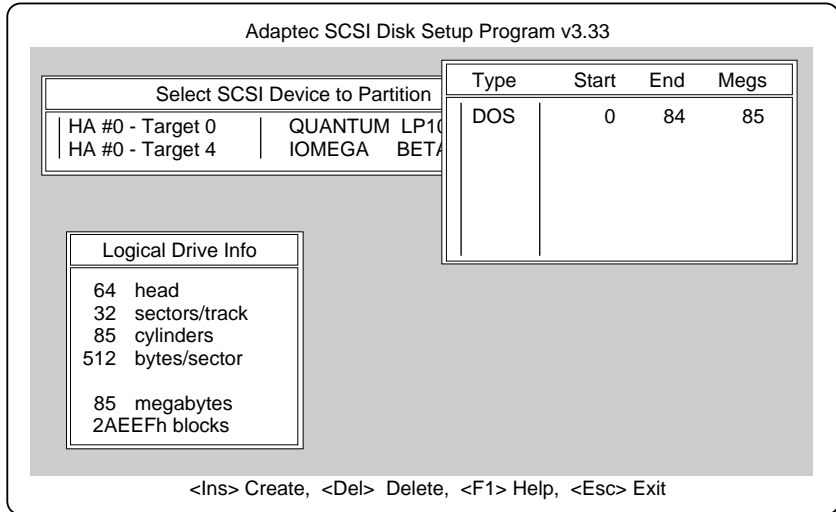 Adaptec SCSI Disk Setup Program v3.33
Select SCSI Device to Partition
HA #0 - Target 0 QUANTUM LP10
HA #0 - Target 4 IOMEGA BETA
Type Start End Megs
DOS 0 84 85
Logical Drive Info
64 head
32 sectors/track
85 cylinders
512 bytes/sector
85 megabytes
2AEEFh blocks
<Ins> Create, <Del> Delete, <F1> Help, <Esc> Exit